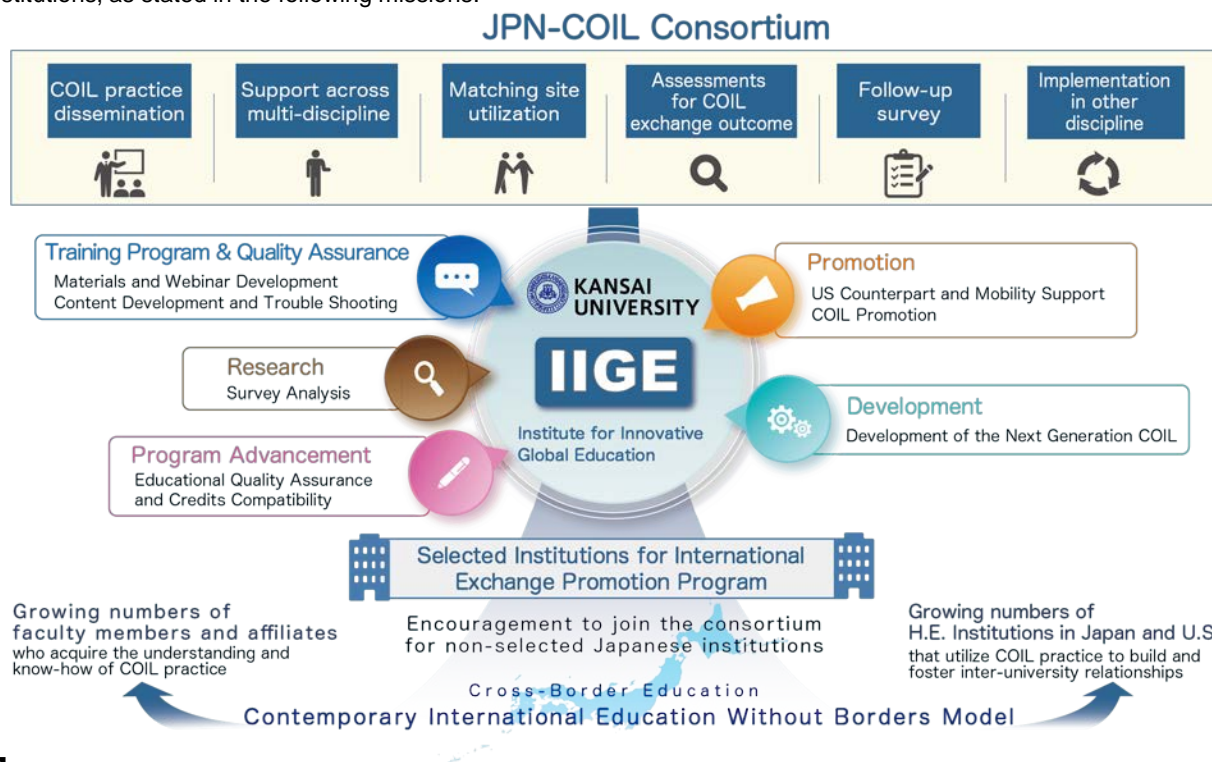 stitutions, as stated in the following missions.
JPN-COIL Consortium
COIL practice
dissemination
Support across
multi-discipline
Matching site
utilization
Assessments
for COIL
exchange outcome
Follow-up
survey
Implementation
in other
discipline
Training Program & Quality Assurance
Materials and Webinar Development
Content Development and Trouble Shooting
KANSAI
UNIVERSITY
Promotion
US Counterpart and Mobility Support
COIL Promotion
Research
Survey Analysis
IIGE
Institute for Innovative
Global Education
Development
Development of the Next Generation COIL
Program Advancement
Educational Quality Assurance
and Credits Compatibility
Selected Institutions for International
Exchange Promotion Program
Growing numbers of
faculty members and affiliates
who acquire the understanding and
know-how of COIL practice
Encouragement to join the consortium
for non-selected Japanese institutions
Growing numbers of
H.E. Institutions in Japan and U.S
that utilize COIL practice to build and
foster inter-university relationships
Cross-Border Education
Contemporary International Education Without Borders Model